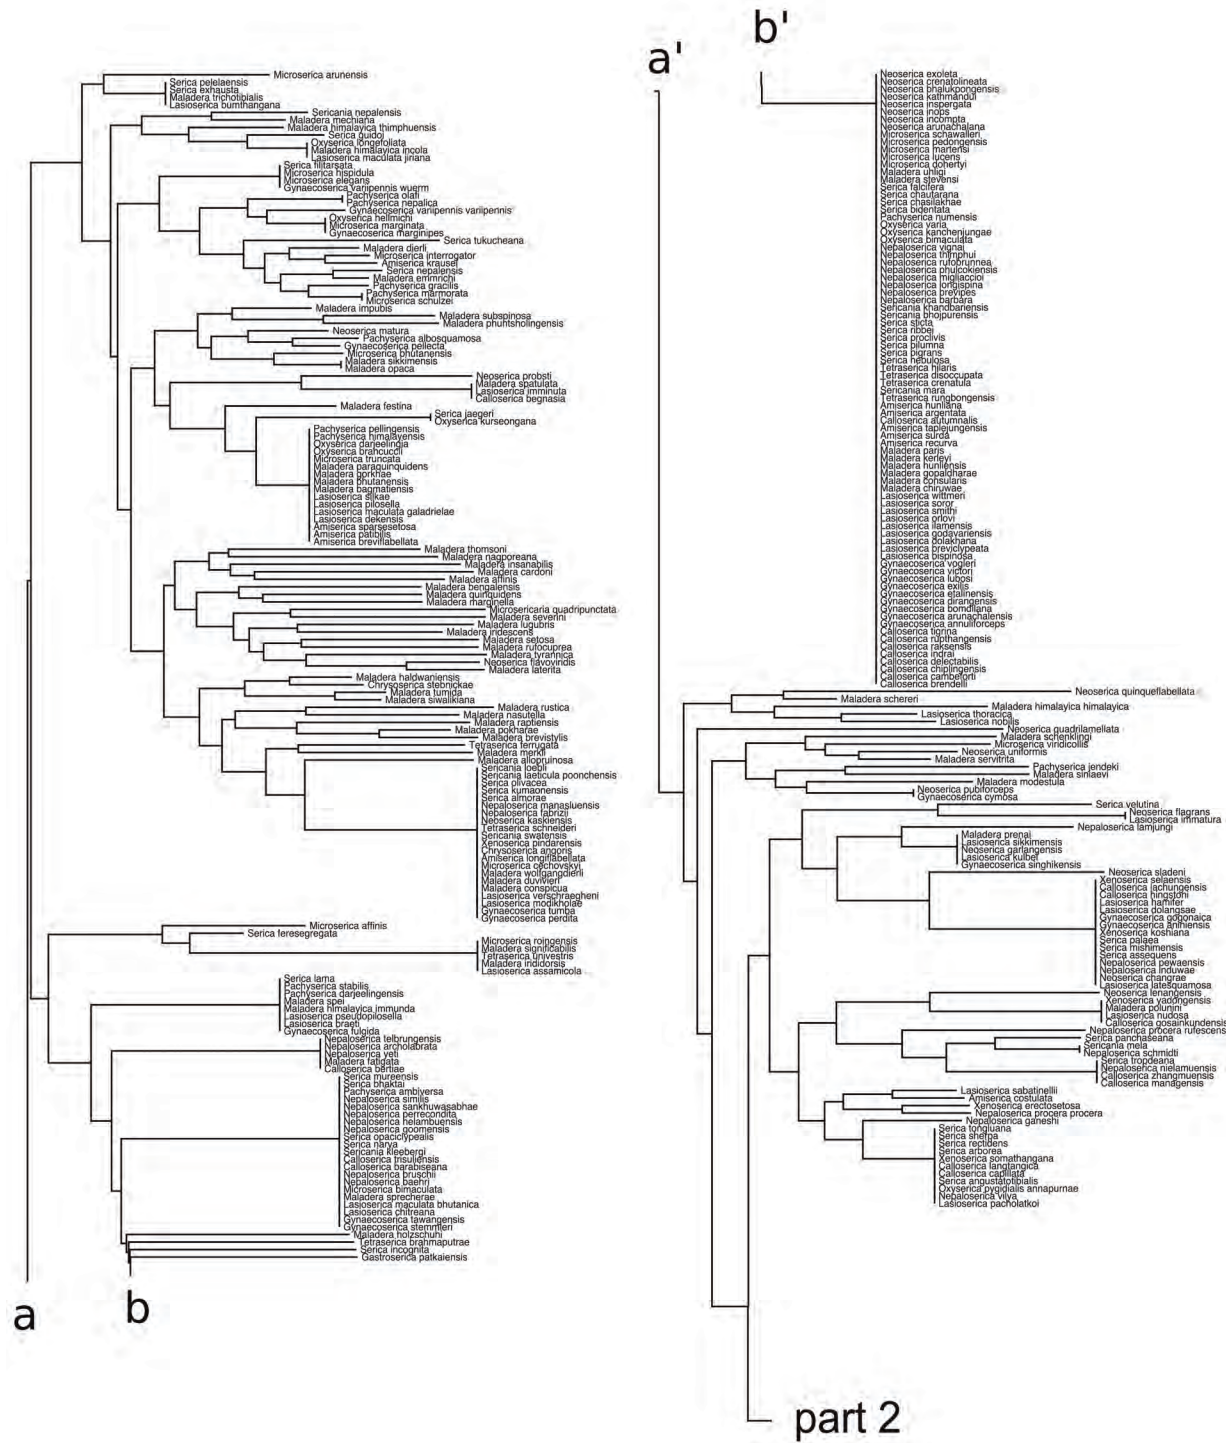 Microserica arunensis
Serica pelelaensis
Serica exhausta
Maladera trichotibialis
Lasioserica bumthangana
Sericania nepalensis
Maladera mechiana
Maladera himalayica thimphuensis
Serica guidoi
Oxyserica longefoliata
Maladera himalayica incola
Lasioserica maculata jiriana
Serica filitarsata
Microserica hispidula
Microserica elegans
Gynaecoserica varipennis wuerm
Pachyserica olafi
Pachyserica nepalica
Gynaecoserica variipennis variipennis
Oxyserica hellmichi
Microserica marginata
Gynaecoserica marginipes
Serica tukucheana
Maladera dierli
Microserica interrogator
Amiserica krausei
Serica nepalensis
Maladera emmrichi
Pachyserica gracilis
Pachyserica marmorata
Microserica schulzei
Maladera impubis
Maladera subspinosa
Maladera phuntsholingensis
Neoserica matura
Pachyserica albosquamosa
Gynaecoserica pellecta
Microserica bhutanensis
Maladera sikkimensis
Maladera opaca
Neoserica probsti
Maladera spatulata
Lasioserica imminuta
Calloserica begnasia
Maladera festina
Serica jaegeri
Oxyserica kurseongana
Pachyserica pellingensis
Pachyserica himalayensis
Oxyserica darjeelingia
Oxyserica brahcuccii
Microserica truncata
Maladera paraquinquidens
Maladera gorkhae
Maladera bhutanensis
Maladera bagmatiensis
Lasioserica silkae
Lasioserica pilosella
Lasioserica maculata galadrielae
Lasioserica dekensis
Amiserica sparsesetosa
Amiserica patibilis
Amiserica breviflabellata
Maladera thomsoni
Maladera nagporeana
Maladera insanabilis
Maladera cardoni
Maladera affinis
Maladera bengalensis
Maladera quinquidens
Maladera marginella
Microsericaria quadripunctata
Maladera severini
Maladera lugubris
Maladera iridescens
Maladera setosa
Maladera rufocuprea
Maladera tyrannica
Neoserica flavoviridis
Maladera laterita
Maladera haldwaniensis
Chrysoserica stebnickae
Maladera tumida
Maladera siwalikiana
Maladera rustica
Maladera nasutella
Maladera raptiensis
Maladera pokharae
Maladera brevistylis
Tetraserica ferrugata
Maladera merkli
Maladera allopruinosa
Sericania loebli
Sericania laeticula poonchensis
Serica olivacea
Serica kumaonensis
Serica almorae
Nepaloserica manasluensis
Nepaloserica fabrizii
Neoserica kaskiensis
Tetraserica schneideri
Sericania swatensis
Xenoserica pindarensis
Chrysoserica angoris
Amiserica longiflabellata
Microserica cechovskyi
Maladera wolfgangdierli
Maladera duvivieri
Maladera conspicua
Lasioserica verschraegheni
Lasioserica modikholae
Gynaecoserica tumba
Gynaecoserica perdita
Microserica affinis
Serica feresegregata
Microserica roingensis
Maladera significabilis
Tetraserica univestris
Maladera irididorsis
Lasioserica assamicola
Serica lama
Pachyserica stabilis
Pachyserica darjeelingensis
Maladera spei
Maladera himalayica immunda
Lasioserica pseudopilosella
Lasioserica braeti
Gynaecoserica fulgida
Nepaloserica telbrungensis
Nepaloserica archolabrata
Nepaloserica yeti
Maladera fatigata
Calloserica bertiae
Serica mureensis
Serica bhaktai
Pachyserica ambiversa
Nepaloserica similis
Nepaloserica sankhuwasabhae
Nepaloserica perrecondita
Nepaloserica helambuensis
Nepaloserica goomensis
Serica opaciclypealis
Serica narya
Sericania kleebergi
Calloserica trisuliensis
Calloserica barabiseana
Nepaloserica bruschii
Nepaloserica baehri
Microserica bimaculata
Maladera sprecherae
Lasioserica maculata bhutanica
Lasioserica chitreana
Gynaecoserica tawangensis
Gynaecoserica stemmleri
Maladera holzschuhi
Tetraserica brahmaputrae
Serica incognita
Gastroserica patkaiensis
a
b
a'
b'
Neoserica exoleta
Neoserica crenatolineata
Neoserica bhalukpongensis
Neoserica kathmandui
Neoserica inspergata
Neoserica inops
Neoserica incompta
Neoserica arunachalana
Microserica schawalleri
Microserica pedongensis
Microserica martensi
Microserica lucens
Microserica dohertyi
Maladera uhligi
Maladera stevensi
Serica falcifera
Serica chautarana
Serica chasilakhae
Serica bidentata
Pachyserica numensis
Oxyserica varia
Oxyserica kanchenjungae
Oxyserica bimaculata
Nepaloserica vignai
Nepaloserica thimphui
Nepaloserica rufobrunnea
Nepaloserica phulcokiensis
Nepaloserica migliaccioi
Nepaloserica longispina
Nepaloserica brevipes
Nepaloserica barbara
Sericania khandbariensis
Sericania bhojpurensis
Serica sticta
Serica ribbei
Serica proclivis
Serica pilumna
Serica pigrans
Serica nebulosa
Tetraserica hilaris
Tetraserica disoccupata
Tetraserica crenatula
Sericania mara
Tetraserica rungbongensis
Amiserica hunliana
Amiserica argentata
Calloserica autumnalis
Amiserica taplejungensis
Amiserica surda
Amiserica recurva
Maladera paris
Maladera kerleyi
Maladera hunliensis
Maladera gopaldharae
Maladera consularis
Maladera chiruwae
Lasioserica wittmeri
Lasioserica soror
Lasioserica smithi
Lasioserica orlovi
Lasioserica ilamensis
Lasioserica godavariensis
Lasioserica dolakhana
Lasioserica breviclypeata
Lasioserica bispinosa
Gynaecoserica vogleri
Gynaecoserica victori
Gynaecoserica lubosi
Gynaecoserica exilis
Gynaecoserica etalinensis
Gynaecoserica dirangensis
Gynaecoserica bomdilana
Gynaecoserica arunachalensis
Gynaecoserica annuliforceps
Calloserica tigrina
Calloserica rupthangensis
Calloserica raksensis
Calloserica indrai
Calloserica delectabilis
Calloserica chiplingensis
Calloserica cambeforti
Calloserica brendelli
Neoserica quinqueflabellata
Maladera schereri
Maladera himalayica himalayica
Lasioserica thoracica
Lasioserica nobilis
Neoserica quadrilamellata
Maladera schenklingi
Microserica viridicollis
Neoserica uniformis
Maladera servitrita
Pachyserica jendeki
Maladera sinlaevi
Maladera modestula
Neoserica pubiforceps
Gynaecoserica cymosa
Serica velutina
Neoserica flagrans
Lasioserica immatura
Nepaloserica lamjungi
Maladera prenai
Lasioserica sikkimensis
Neoserica garlangensis
Lasioserica kulbei
Gynaecoserica singhikensis
Neoserica sladeni
Xenoserica selaensis
Calloserica lachungensis
Calloserica hingstoni
Lasioserica hamifer
Lasioserica dolangsae
Gynaecoserica gogonaica
Gynaecoserica anihiensis
Xenoserica koshiana
Serica palaea
Serica mishimensis
Serica assequens
Nepaloserica pewaensis
Nepaloserica induwae
Neoserica changrae
Lasioserica latesquamosa
Neoserica lenangensis
Xenoserica yadongensis
Maladera polunini
Lasioserica nudosa
Calloserica gosainkundensis
Nepaloserica procera rufescens
Serica panchaseana
Sericania mela
Nepaloserica schmidti
Serica tropdeana
Nepaloserica nielamuensis
Calloserica zhangmuensis
Calloserica managensis
Lasioserica sabatinellii
Amiserica costulata
Xenoserica erectosetosa
Nepaloserica procera procera
Nepaloserica ganeshi
Serica tongluana
Serica sherpa
Serica rectidens
Serica arborea
Xenoserica somathangana
Calloserica langtangica
Calloserica capillata
Serica angustatotibialis
Oxyserica pygidialis annapurnae
Nepaloserica vilya
Lasioserica pacholatkoi
part 2